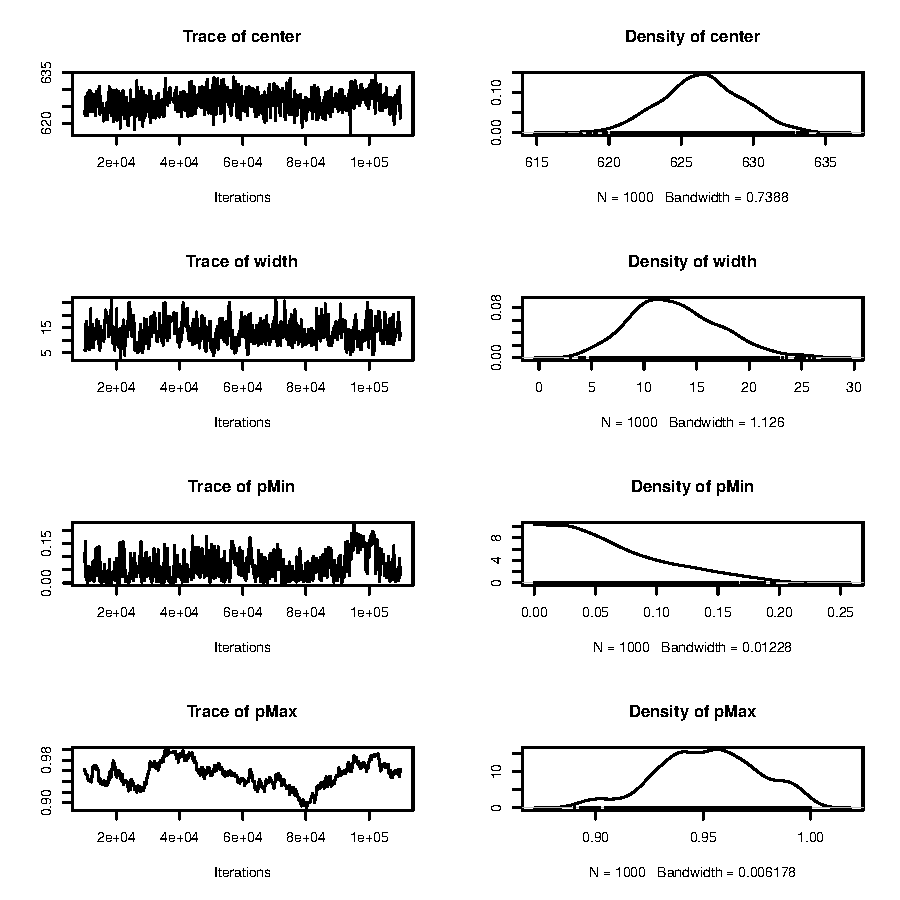 Trace of center
Density of center
635
620
2e+04 4e+04 6e+04 8e+04 1e+05
Iterations
0.10
0.00
615 620 625 630 635
N = 1000 Bandwidth = 0.7388
Trace of width
Density of width
15
5
2e+04 4e+04 6e+04 8e+04 1e+05
Iterations
0.08
0.00
0 5 10 15 20 25 30
N = 1000 Bandwidth = 1.126
Trace of pMin
Density of pMin
0.15
0.00
2e+04 4e+04 6e+04 8e+04 1e+05
Iterations
8
4
0
0.00 0.05 0.10 0.15 0.20 0.25
N = 1000 Bandwidth = 0.01228
Trace of pMax
Density of pMax
0.98
0.90
2e+04 4e+04 6e+04 8e+04 1e+05
Iterations
10
0
0.90 0.95 1.00
N = 1000 Bandwidth = 0.006178